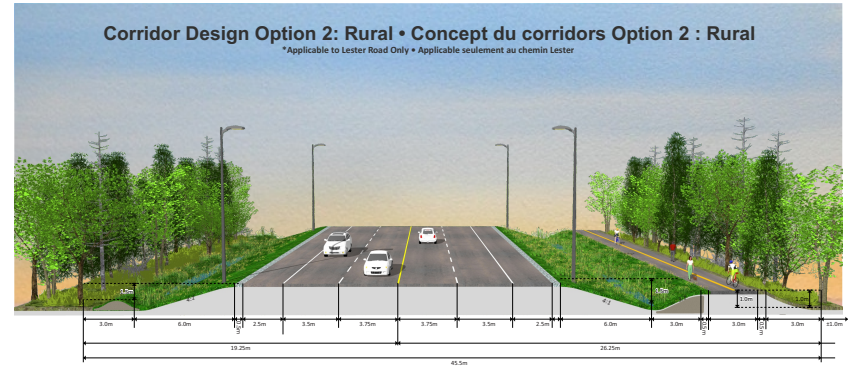 Corridor Design Option 2: Rural • Concept du corridors Option 2 : Rural
*Applicable to Lester Road Only • Applicable seulement au chemin Lester
4:1
1.0m
1.0m
3.0m 6.0m 2.5m 3.5m 3.75m 3.75m 3.5m 2.5m 6.0m 3.0m 3.0m 3.0m ±1.0m
19.25m 26.25m
45.5m